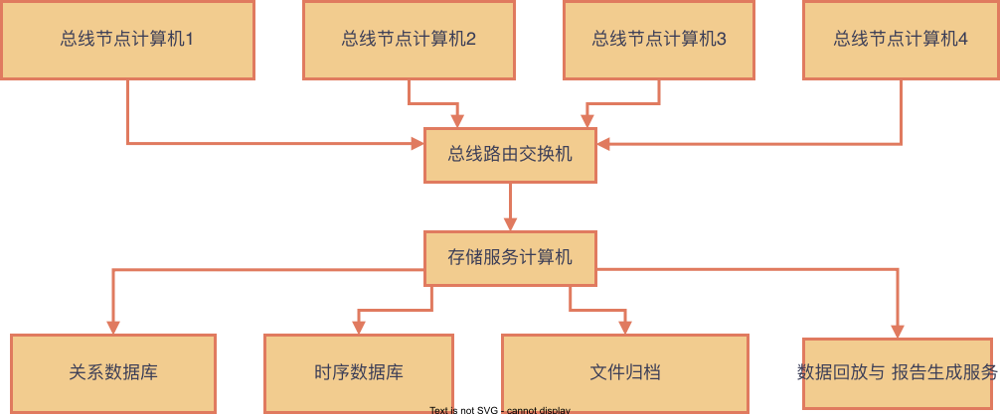 总线节点计算机1
总线节点计算机2
总线节点计算机3
总线节点计算机4
总线路由交换机
存储服务计算机
关系数据库
时序数据库
文件归档
数据回放与 报告生成服务
Text is not SVG - cannot display